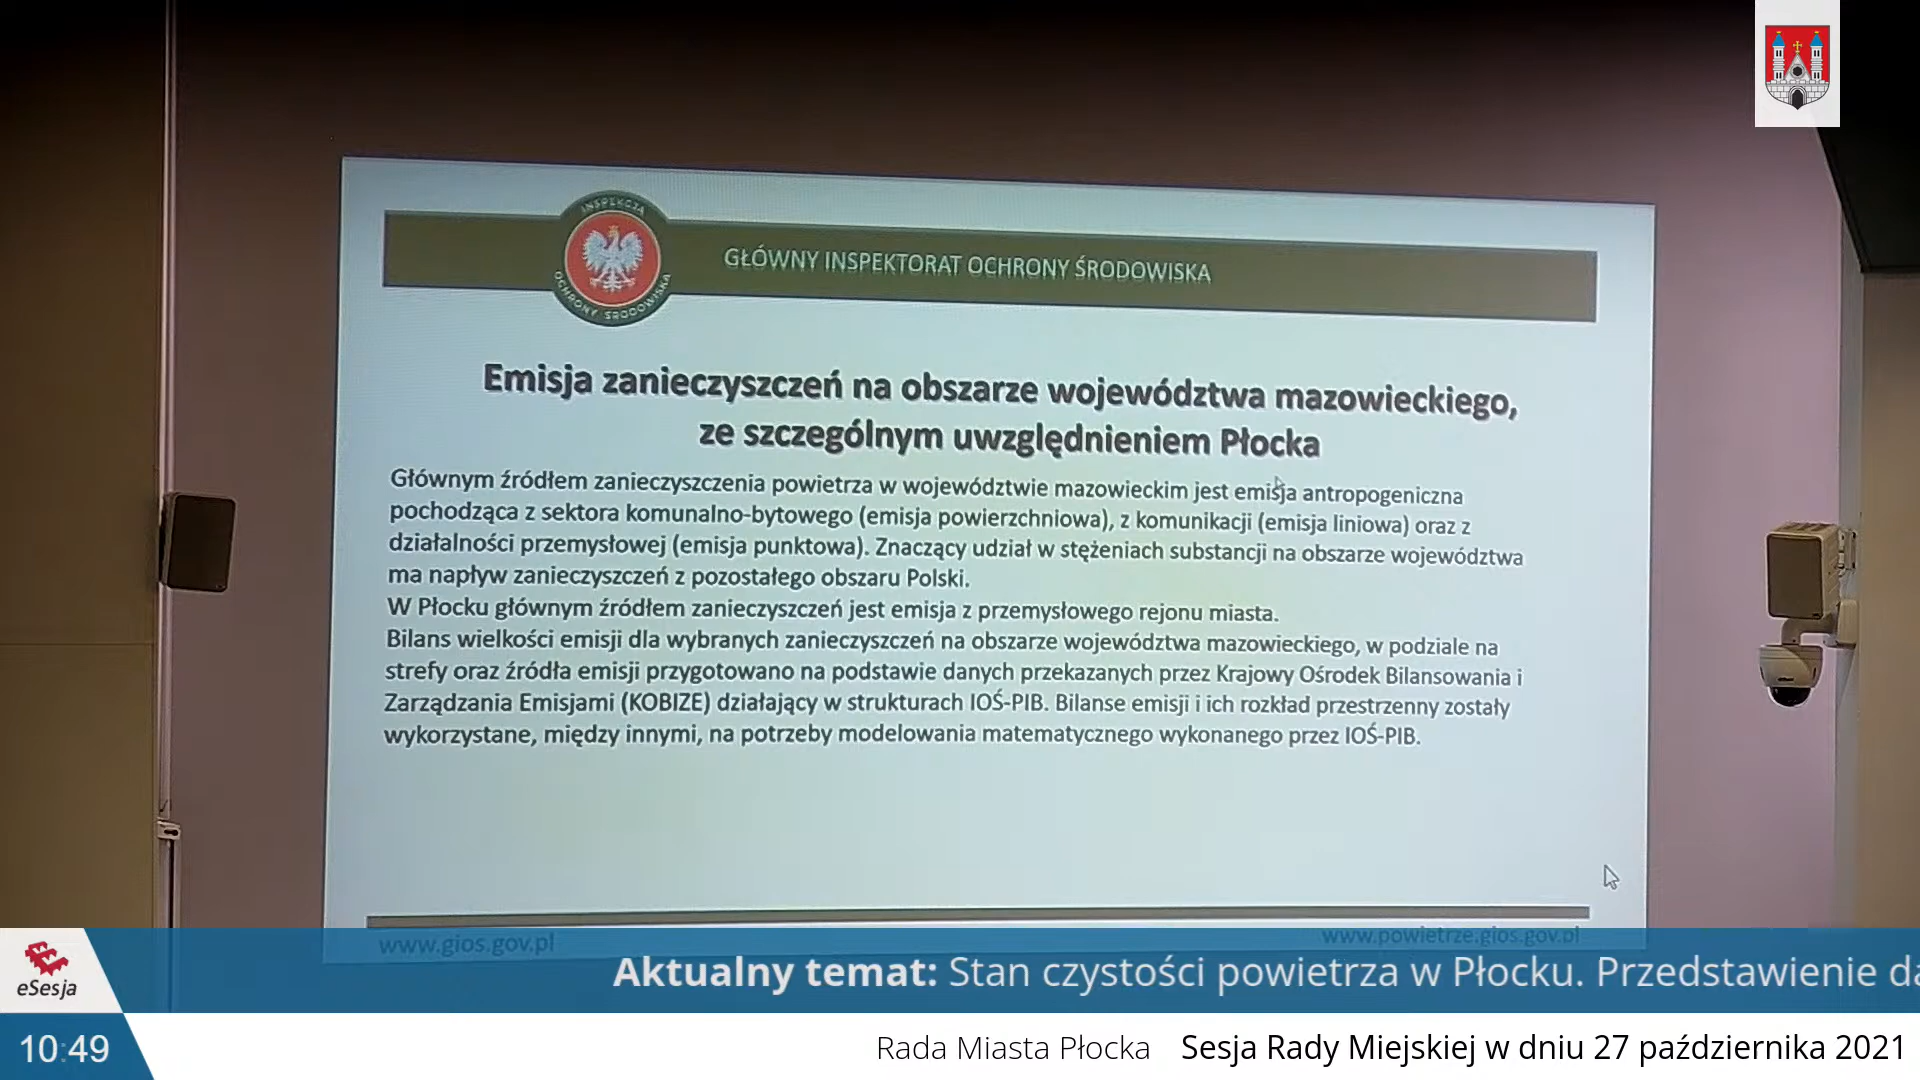 INSPEKCJA
OCHRONY ŚRODOWISKA
GŁÓWNY INSPEKTORAT OCHRONY ŚRODOWISKA
Emisja zanieczyszczeń na obszarze województwa mazowieckiego,
ze szczególnym uwzględnieniem Płocka
Głównym źródłem zanieczyszczenia powietrza w województwie mazowieckim jest emisja antropogeniczna
pochodząca z sektora komunalno-bytowego (emisja powierzchniowa), z komunikacji (emisja liniowa) oraz z
działalności przemysłowej (emisja punktowa). Znaczący udział w stężeniach substancji na obszarze województwa
ma napływ zanieczyszczeń z pozostałego obszaru Polski.
W Płocku głównym źródłem zanieczyszczeń jest emisja z przemysłowego rejonu miasta.
Bilans wielkości emisji dla wybranych zanieczyszczeń na obszarze województwa mazowieckiego, w podziale na
strefy oraz źródła emisji przygotowano na podstawie danych przekazanych przez Krajowy Ośrodek Bilansowania i
Zarządzania Emisjami (KOBIZE) działający w strukturach IOŚ-PIB. Bilanse emisji i ich rozkład przestrzenny zostały
wykorzystane, między innymi, na potrzeby modelowania matematycznego wykonanego przez IOŚ-PIB.
www.gios.gov.pl www.powietrze.gios.gov.pl
eSesja
Aktualny temat: Stan czystości powietrza w Płocku. Przedstawienie da
10:49
Rada Miasta Płocka Sesja Rady Miejskiej w dniu 27 października 2021